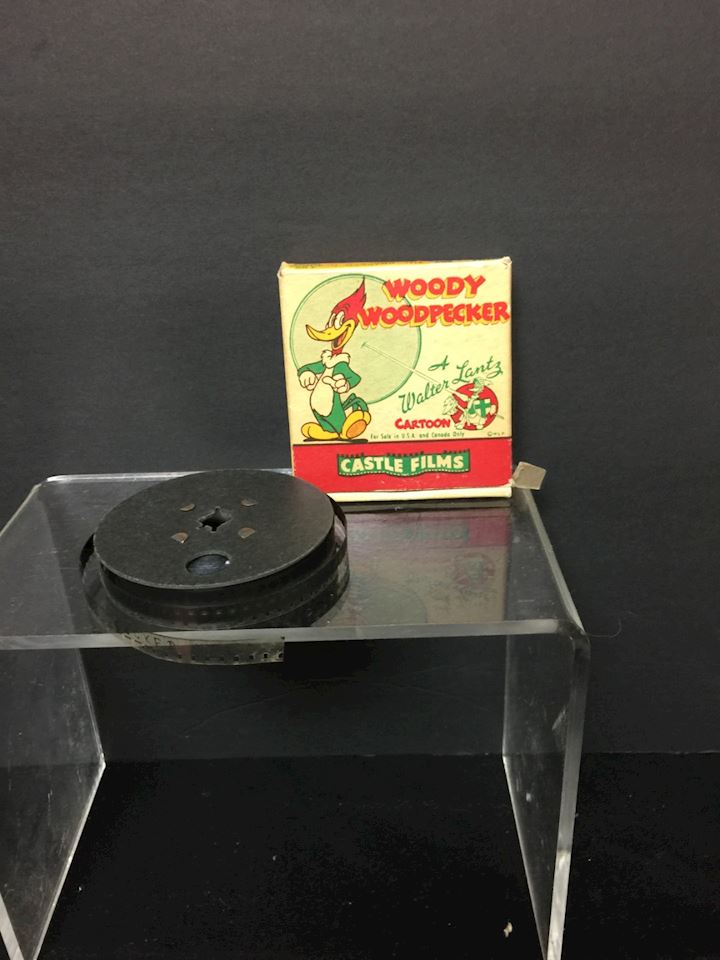 WOODY
WOODPECKER
A
Walter Lantz
CARTOON
For Sale in U.S.A. and Canada Only
CASTLE FILMS